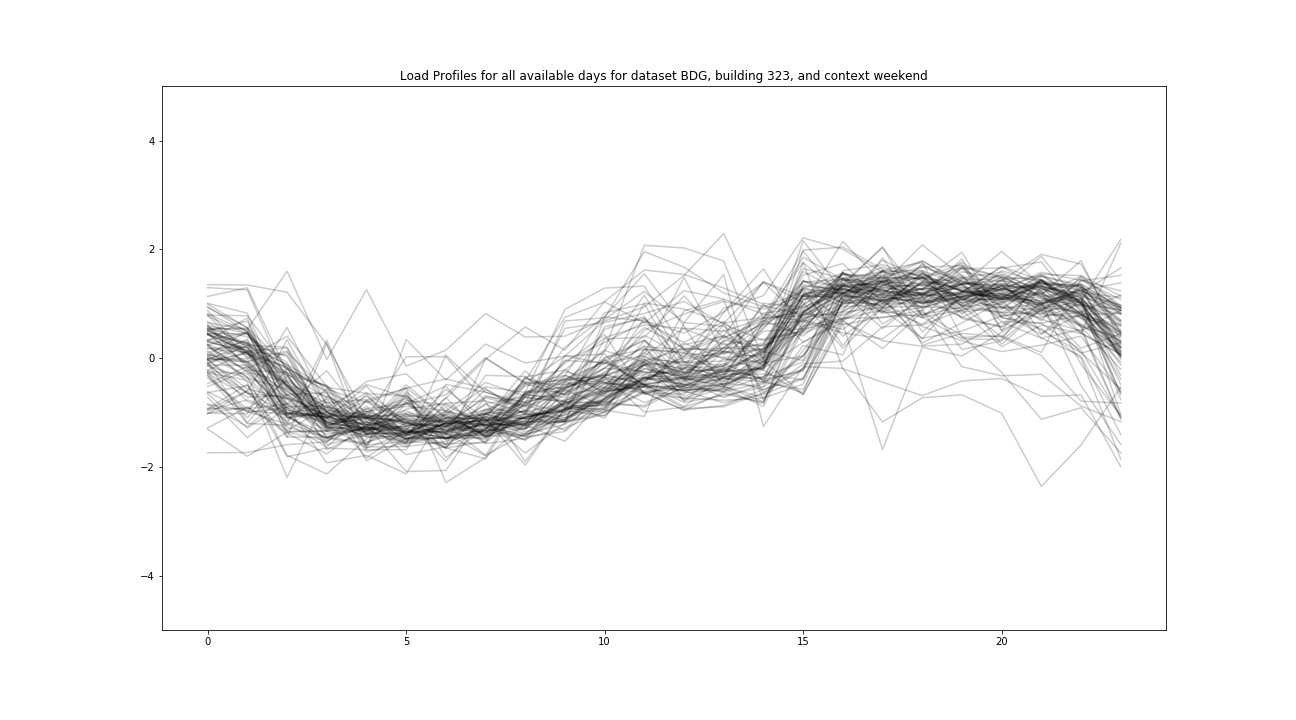 Load Profiles for all available days for dataset BDG, building 323, and context weekend
4
2
0
−2
−4
0 5 10 15 20